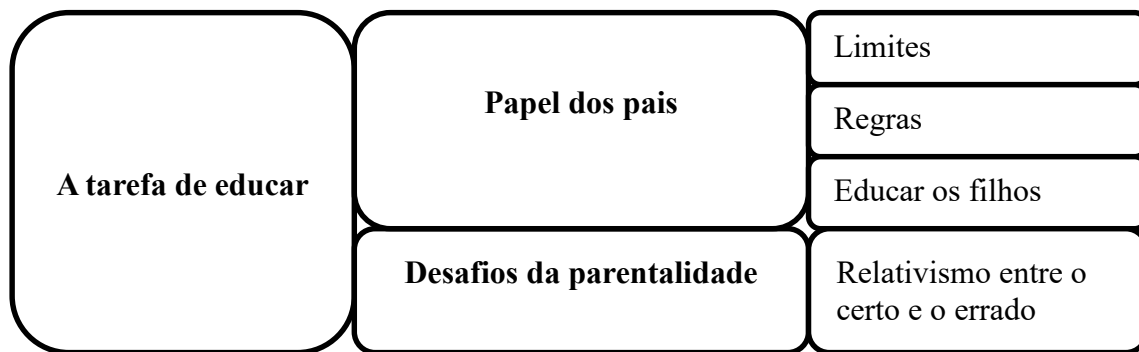 A tarefa de educar
Papel dos pais
Limites
Regras
Educar os filhos
Desafios da parentalidade
Relativismo entre o
certo e o errado